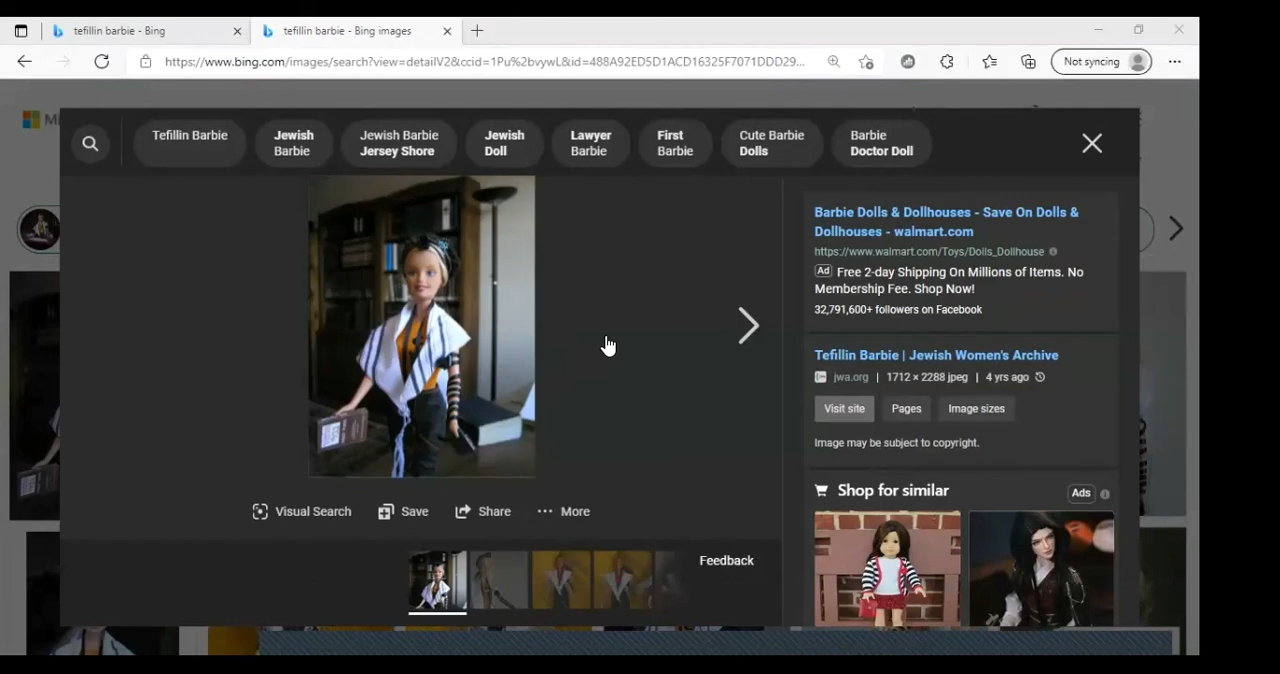 tefillin barbie - Bing
tefillin barbie - Bing images
https://www.bing.com/images/search?view=detailV2&ccid=1Pu%2bvywL&id=488A92ED5D1ACD16325F7071DDD29...
Not syncing
Tefillin Barbie
Jewish
Barbie
Jewish Barbie
Jersey Shore
Jewish
Doll
Lawyer
Barbie
First
Barbie
Cute Barbie
Dolls
Barbie
Doctor Doll
Barbie Dolls & Dollhouses - Save On Dolls &
Dollhouses - walmart.com
https://www.walmart.com/Toys/Dolls_Dollhouse
Ad Free 2-day Shipping On Millions of Items. No
Membership Fee. Shop Now!
32,791,600+ followers on Facebook
Tefillin Barbie | Jewish Women's Archive
jwa.org | 1712 × 2288 jpeg | 4 yrs ago
Visit site Pages Image sizes
Image may be subject to copyright.
Shop for similar Ads
Visual Search Save Share More
Feedback